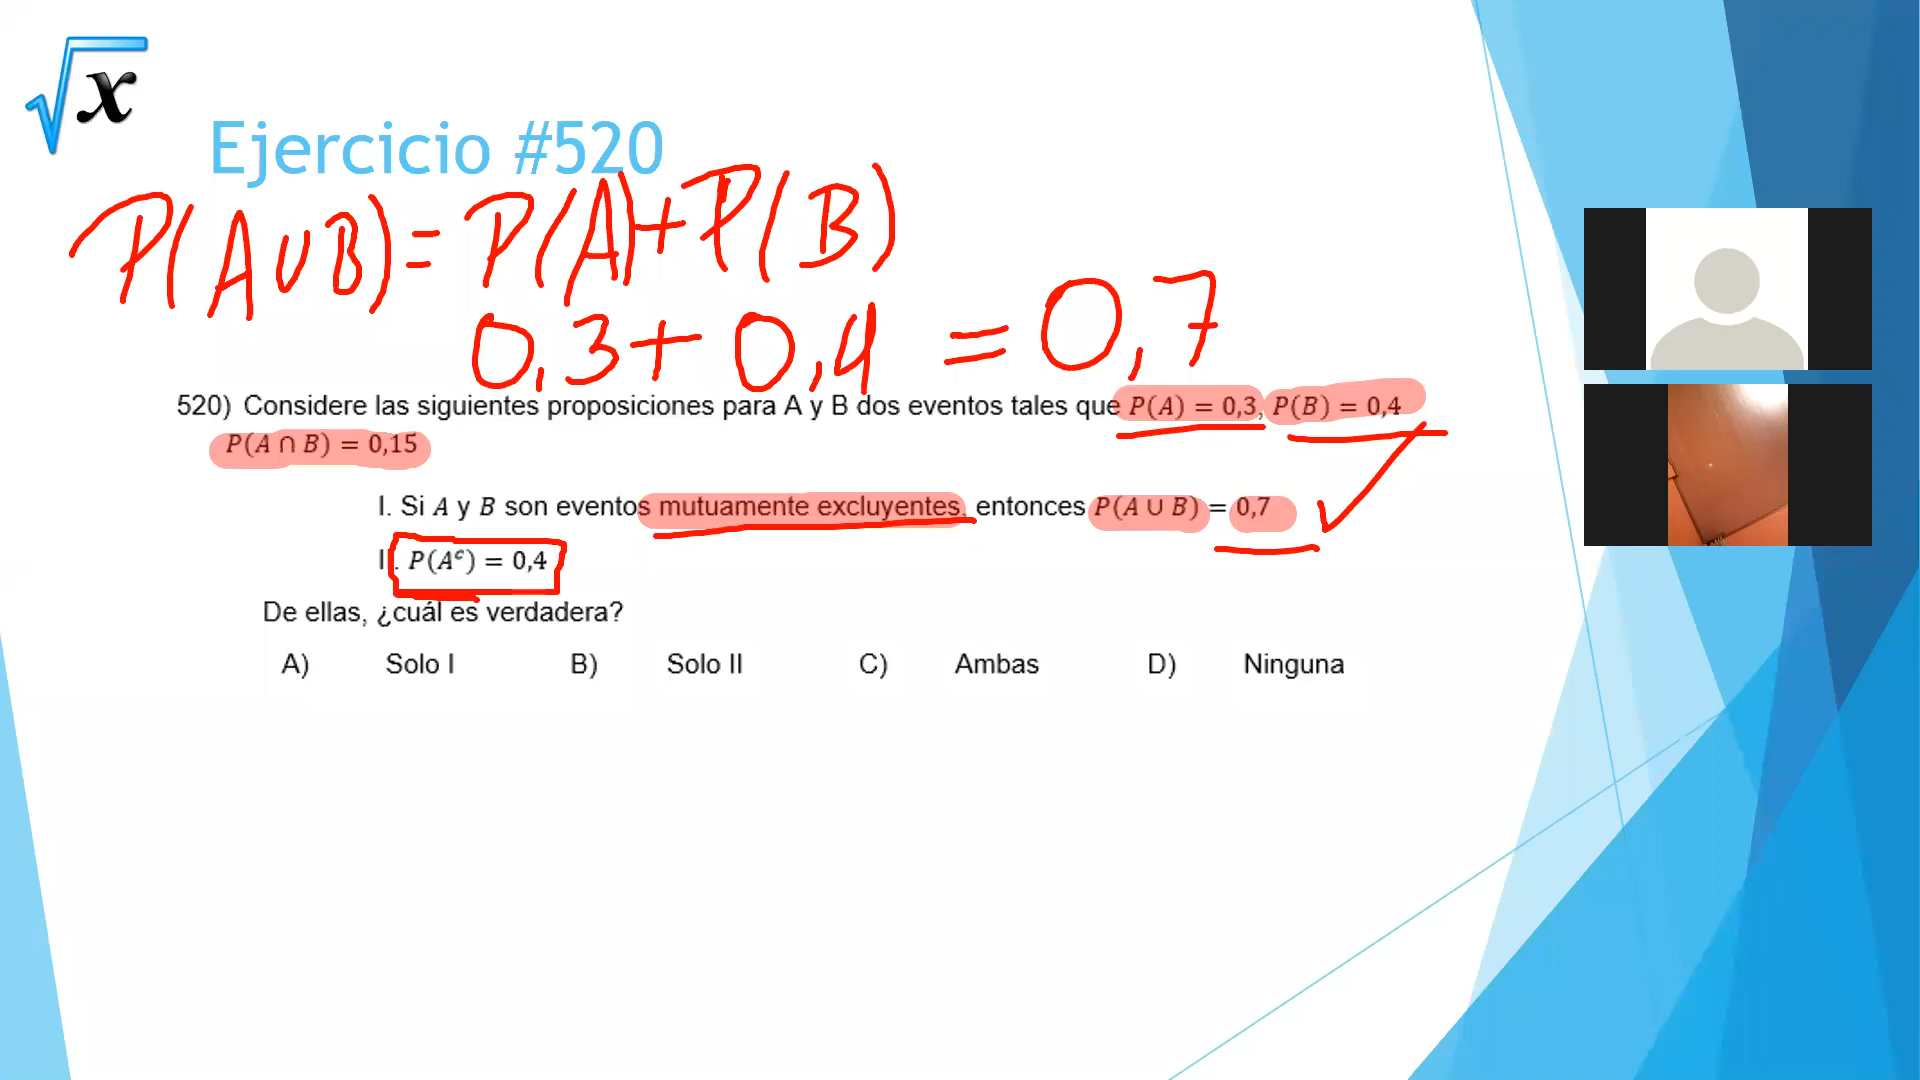 √x
Ejercicio #520
P(A∪B)=P(A)+P(B)
0,3+0,4 = 0,7
520) Considere las siguientes proposiciones para A y B dos eventos tales que P(A) = 0,3, P(B) = 0,4
P(A ∩ B) = 0,15
I. Si A y B son eventos mutuamente excluyentes, entonces P(A ∪ B) = 0,7
II. P(Aᶜ) = 0,4
De ellas, ¿cuál es verdadera?
A) Solo I B) Solo II C) Ambas D) Ninguna